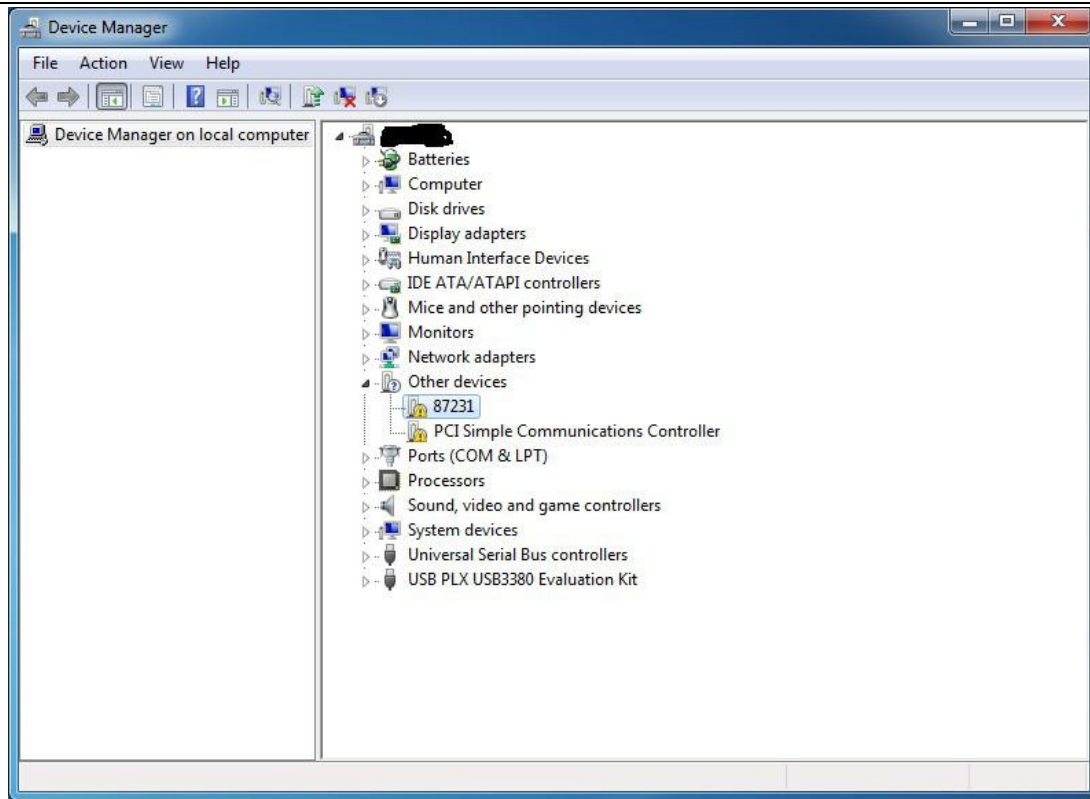 Device Manager
File Action View Help
Device Manager on local computer
Batteries
Computer
Disk drives
Display adapters
Human Interface Devices
IDE ATA/ATAPI controllers
Mice and other pointing devices
Monitors
Network adapters
Other devices
87231
PCI Simple Communications Controller
Ports (COM & LPT)
Processors
Sound, video and game controllers
System devices
Universal Serial Bus controllers
USB PLX USB3380 Evaluation Kit